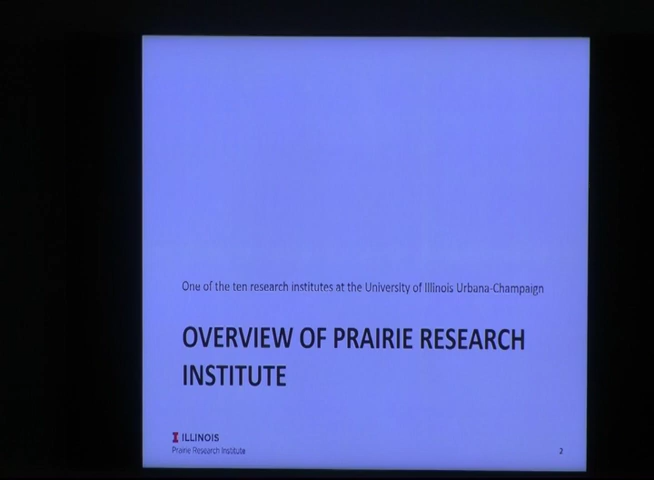 One of the ten research institutes at the University of Illinois Urbana-Champaign
OVERVIEW OF PRAIRIE RESEARCH
INSTITUTE
I ILLINOIS
Prairie Research Institute
2